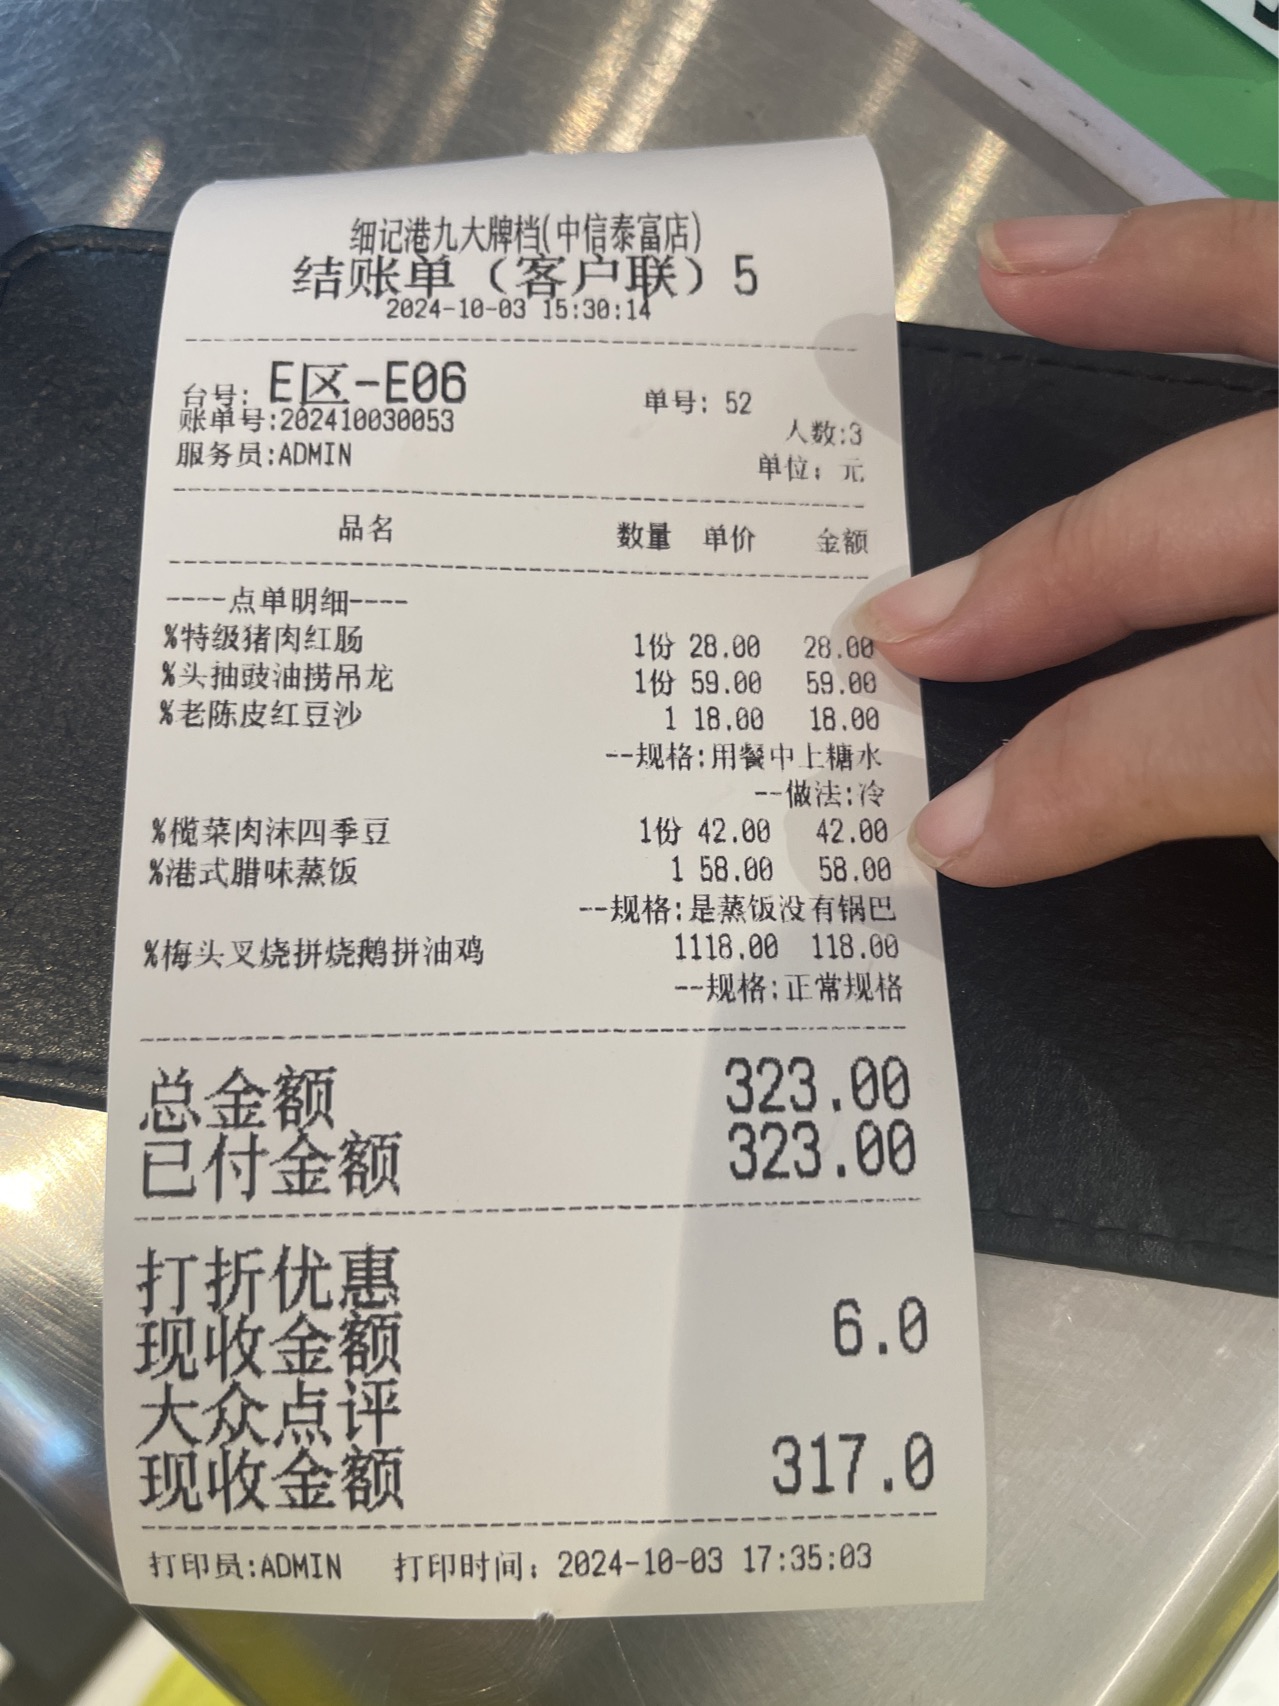 细记港九大牌档(中信泰富店)
结账单（客户联）5
2024-10-03 15:30:14
台号: E区-E06 单号: 52
账单号:202410030053
人数:3
服务员:ADMIN
单位: 元
品名 数量 单价 金额
----点单明细----
%特级猪肉红肠 1份 28.00 28.00
%头抽豉油捞吊龙 1份 59.00 59.00
%老陈皮红豆沙 1 18.00 18.00
--规格:用餐中上糖水
--做法:冷
%榄菜肉沫四季豆 1份 42.00 42.00
%港式腊味蒸饭 1 58.00 58.00
--规格:是蒸饭没有锅巴
%梅头叉烧拼烧鹅拼油鸡 1118.00 118.00
--规格:正常规格
总金额 323.00
已付金额 323.00
打折优惠
现收金额 6.0
大众点评
现收金额 317.0
打印员:ADMIN 打印时间: 2024-10-03 17:35:03